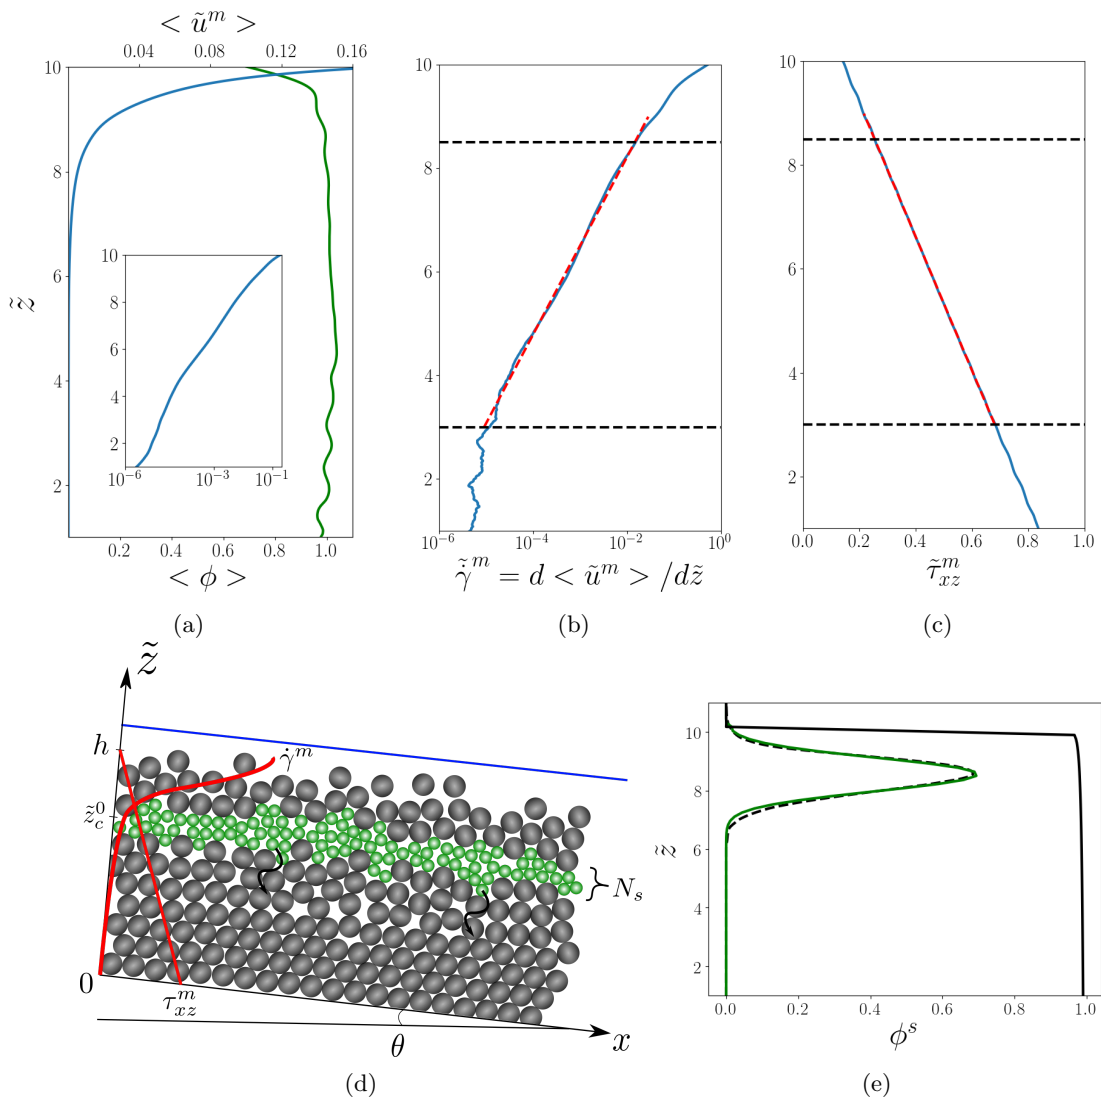 < ũ^m >
0.04 0.08 0.12 0.16
10
8
6
4
2
z̃
10
8
6
4
2
10^{-6} 10^{-3} 10^{-1}
0.2 0.4 0.6 0.8 1.0
< ϕ >
(a)
10
8
6
4
2
10^{-6} 10^{-4} 10^{-2} 10^0
γ̇̃^m = d < ũ^m > /dz̃
(b)
10
8
6
4
2
0.0 0.2 0.4 0.6 0.8 1.0
τ̃^m_{xz}
(c)
z̃
h
γ̇^m
z̃^0_c
N_s
0
τ^m_{xz}
θ
x
(d)
10
8
6
4
2
z̃
0.0 0.2 0.4 0.6 0.8 1.0
ϕ^s
(e)